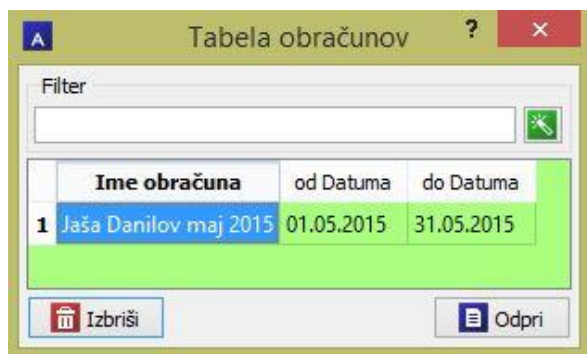 A Tabela obračunov ? ×
Filter
Ime obračuna od Datuma do Datuma
1 Jaša Danilov maj 2015 01.05.2015 31.05.2015
Izbriši Odpri